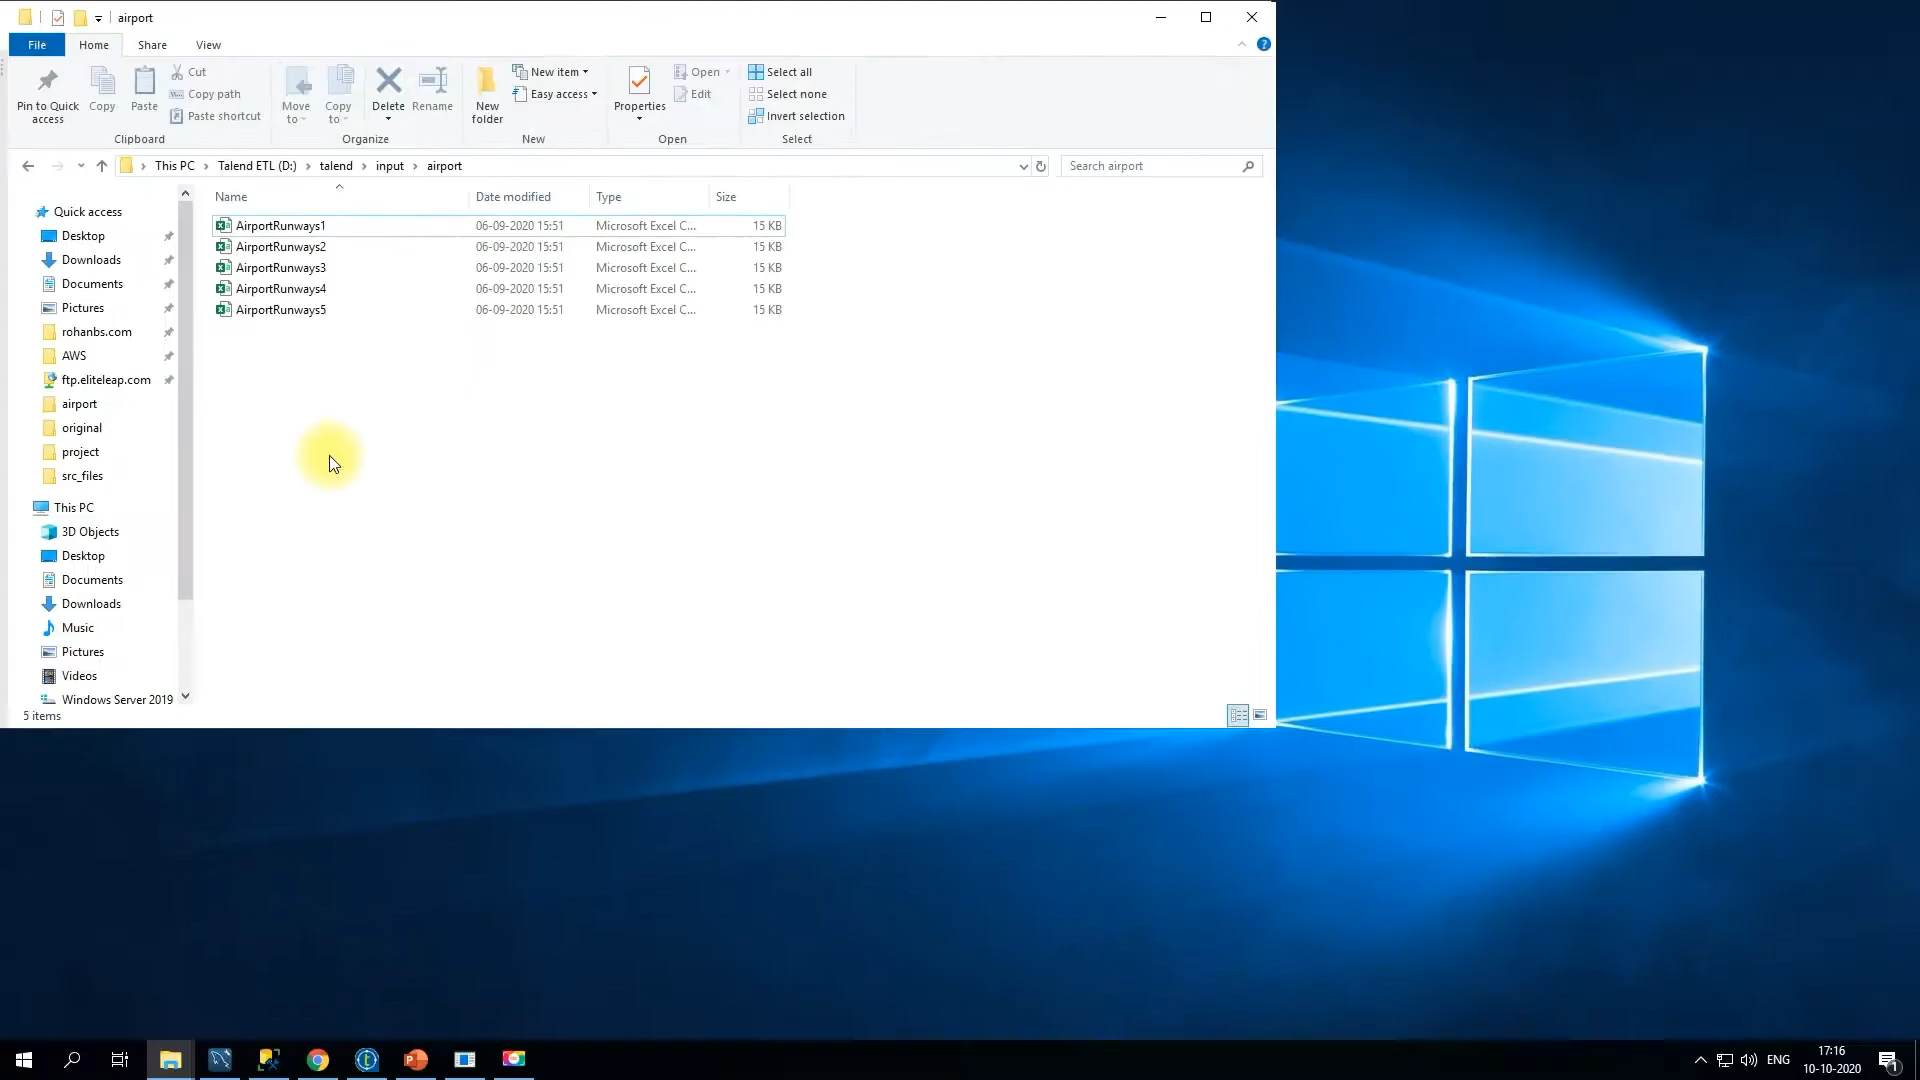 airport
File Home Share View
Pin to Quick access
Copy
Paste
Cut
Copy path
Paste shortcut
Clipboard
Move to
Copy to
Delete
Rename
Organize
New folder
New item
Easy access
New
Properties
Open
Edit
Open
Select all
Select none
Invert selection
Select
This PC › Talend ETL (D:) › talend › input › airport
Search airport
Name Date modified Type Size
AirportRunways1 06-09-2020 15:51 Microsoft Excel C... 15 KB
AirportRunways2 06-09-2020 15:51 Microsoft Excel C... 15 KB
AirportRunways3 06-09-2020 15:51 Microsoft Excel C... 15 KB
AirportRunways4 06-09-2020 15:51 Microsoft Excel C... 15 KB
AirportRunways5 06-09-2020 15:51 Microsoft Excel C... 15 KB
Quick access
Desktop
Downloads
Documents
Pictures
rohanbs.com
AWS
ftp.eliteleap.com
airport
original
project
src_files
This PC
3D Objects
Desktop
Documents
Downloads
Music
Pictures
Videos
Windows Server 2019
5 items
ENG
17:16
10-10-2020
1